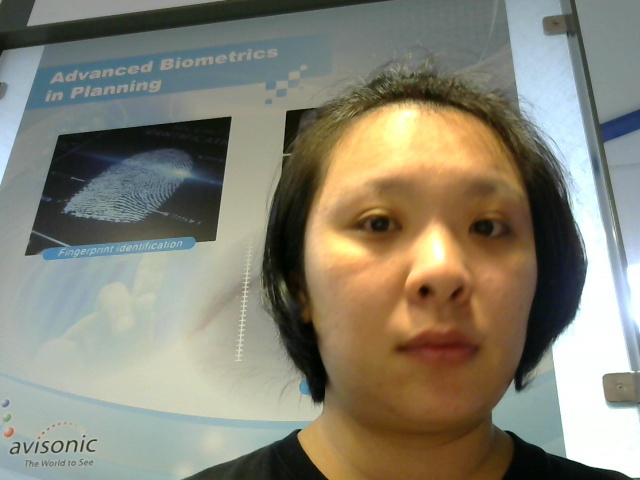 Advanced Biometrics
in Planning
Fingerprint identification
avisonic
The World to See